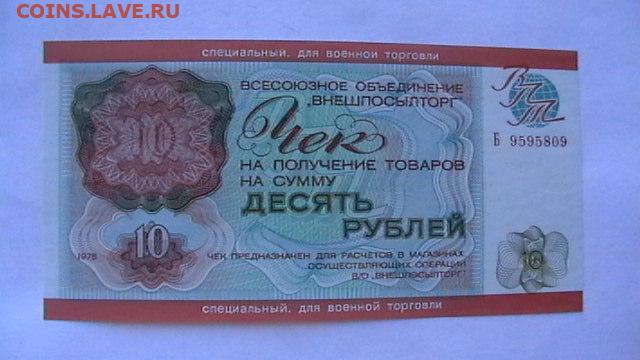 COINS.LAVE.RU
специальный, для военной торговли
ВСЕСОЮЗНОЕ ОБЪЕДИНЕНИЕ
„ВНЕШПОСЫЛТОРГ"
ВПТ
Чек
Б 9595809
НА ПОЛУЧЕНИЕ ТОВАРОВ
НА СУММУ
ДЕСЯТЬ
РУБЛЕЙ
10
10
1976
ЧЕК ПРЕДНАЗНАЧЕН ДЛЯ РАСЧЕТОВ В МАГАЗИНАХ,
ОСУЩЕСТВЛЯЮЩИХ ОПЕРАЦИИ
В/О „ВНЕШПОСЫЛТОРГ"
10
специальный, для военной торговли